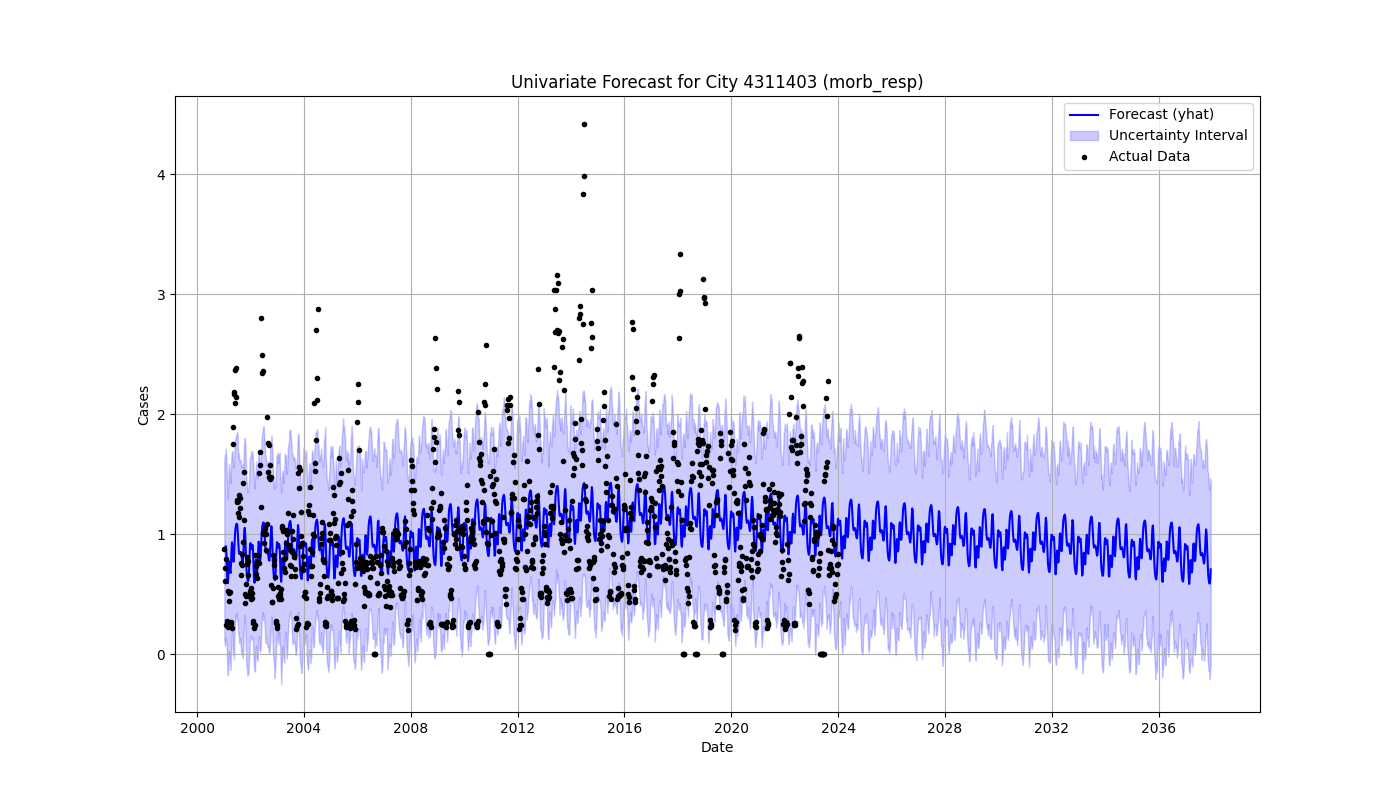 Univariate Forecast for City 4311403 (morb_resp)
Forecast (yhat)
Uncertainty Interval
Actual Data
Cases
4
3
2
1
0
2000 2004 2008 2012 2016 2020 2024 2028 2032 2036
Date